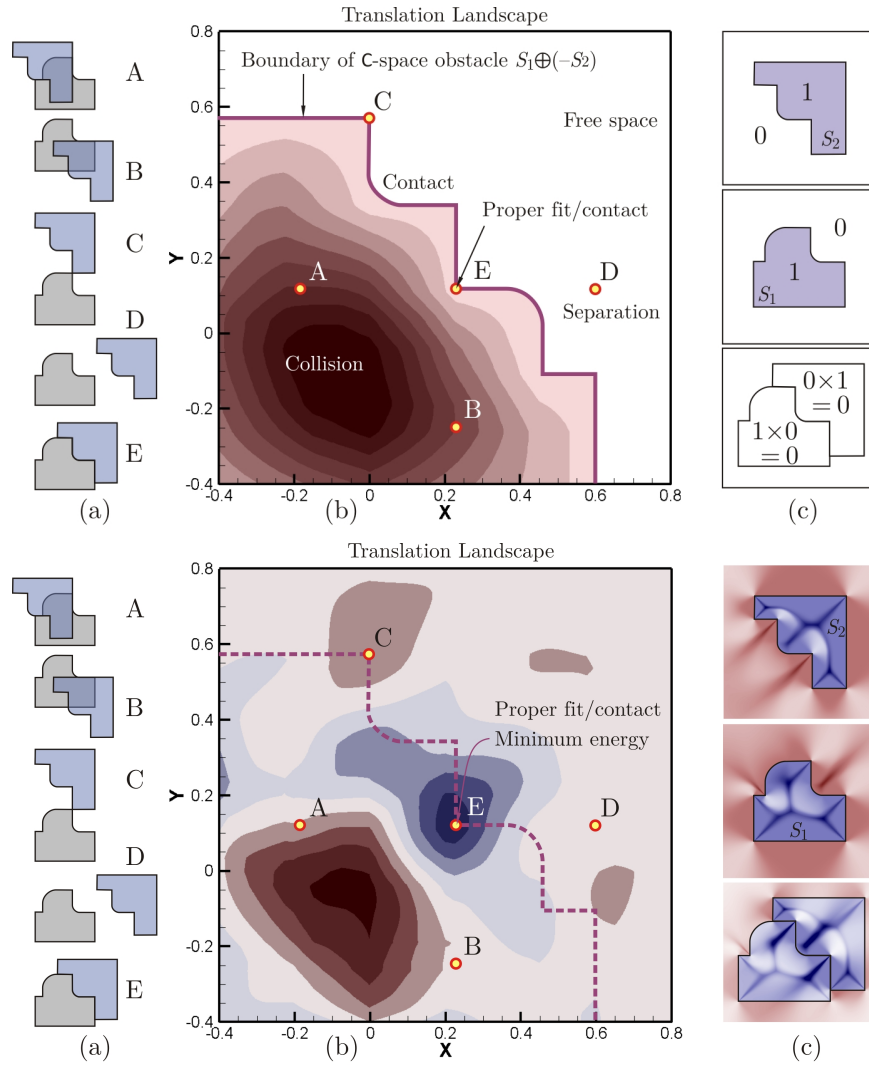 Translation Landscape
A
B
C
D
E
(a)
Boundary of C-space obstacle S₁⊕(–S₂)
C
Free space
Contact
Proper fit/contact
A
E
D
Separation
Collision
B
Y
0.8
0.6
0.4
0.2
0
-0.2
-0.4
-0.4 -0.2 0 0.2 0.4 0.6 0.8
X
(b)
1
0
S₂
0
1
S₁
0×1
=0
1×0
=0
(c)
Translation Landscape
A
B
C
D
E
(a)
C
Proper fit/contact
Minimum energy
A
E
D
B
Y
0.8
0.6
0.4
0.2
0
-0.2
-0.4
-0.4 -0.2 0 0.2 0.4 0.6 0.8
X
(b)
S₂
S₁
(c)